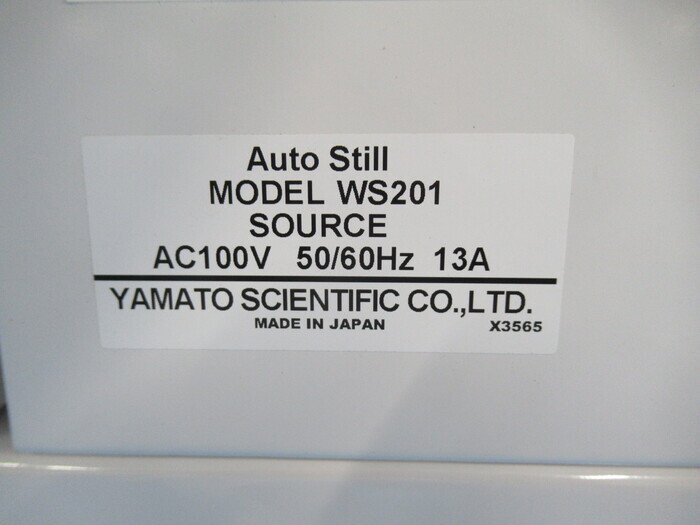 Auto Still
MODEL WS201
SOURCE
AC100V 50/60Hz 13A
YAMATO SCIENTIFIC CO.,LTD.
MADE IN JAPAN X3565